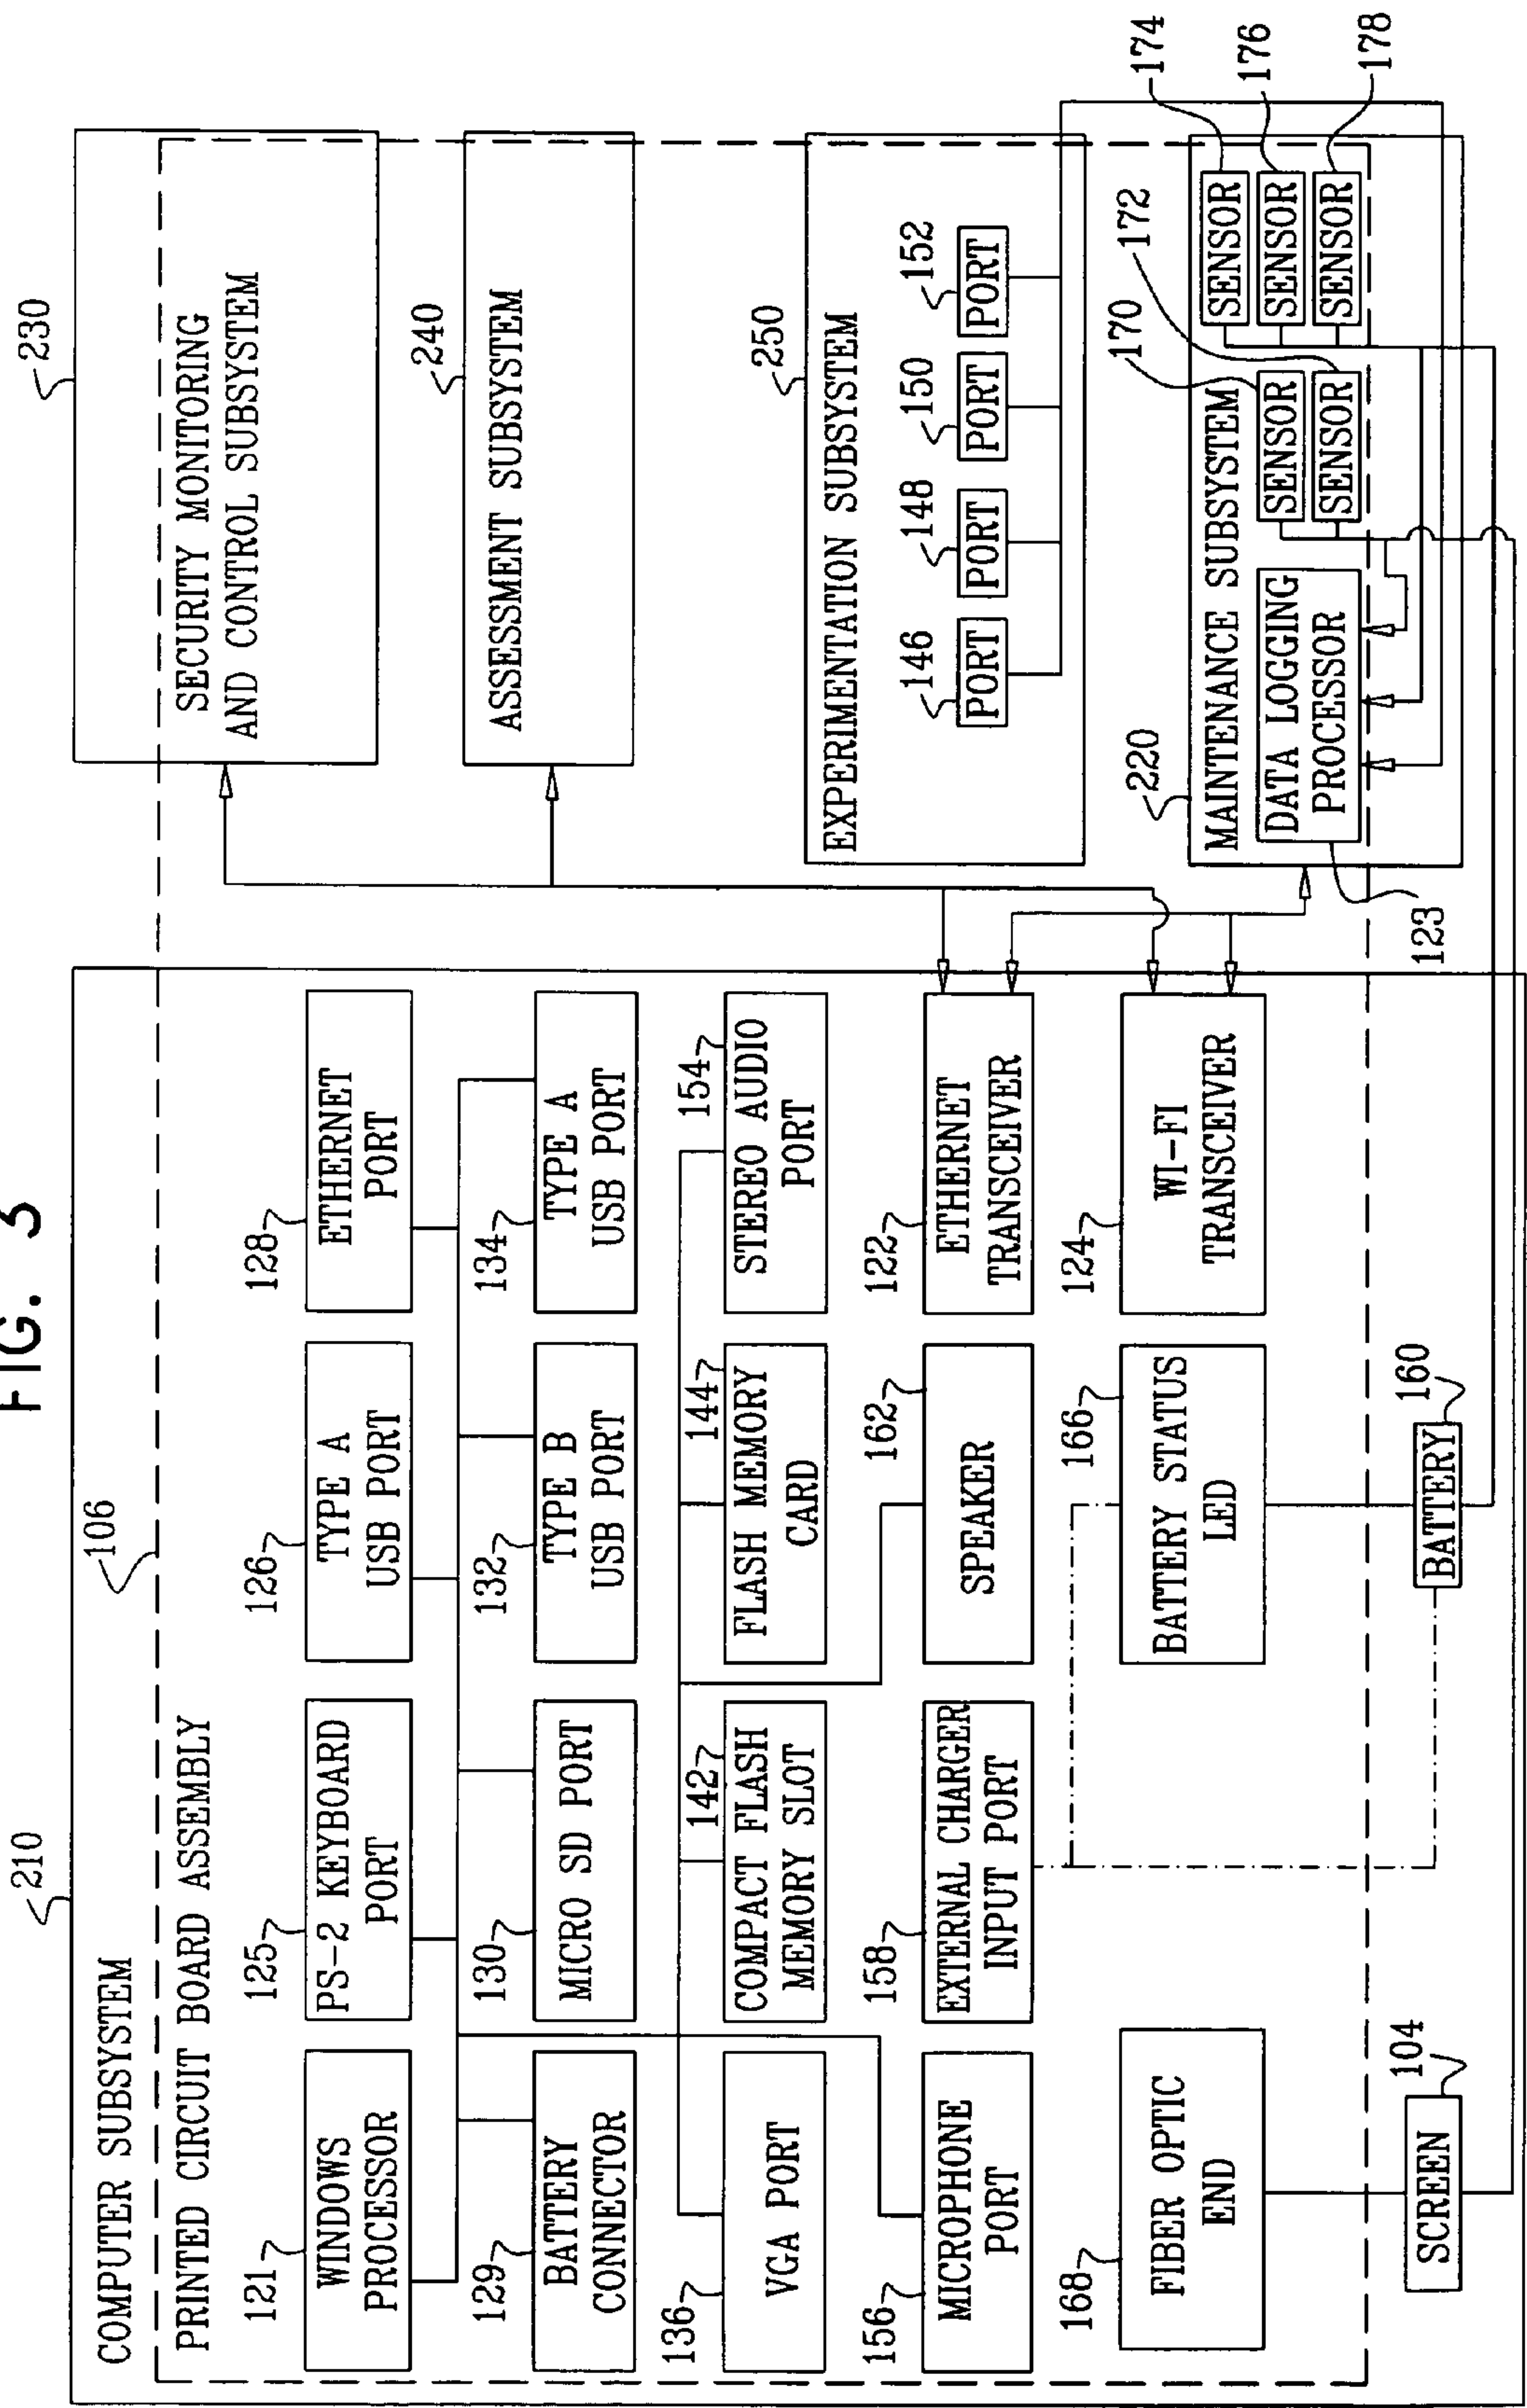 FIG. 3
210
COMPUTER SUBSYSTEM
106
PRINTED CIRCUIT BOARD ASSEMBLY
121
WINDOWS
PROCESSOR
125
PS-2 KEYBOARD
PORT
126
TYPE A
USB PORT
128
ETHERNET
PORT
129
BATTERY
CONNECTOR
130
MICRO SD PORT
132
TYPE B
USB PORT
134
TYPE A
USB PORT
136
VGA PORT
142
COMPACT FLASH
MEMORY SLOT
144
FLASH MEMORY
CARD
154
STEREO AUDIO
PORT
156
MICROPHONE
PORT
158
EXTERNAL CHARGER
INPUT PORT
162
SPEAKER
122
ETHERNET
TRANSCEIVER
168
FIBER OPTIC
END
166
BATTERY STATUS
LED
124
WI-FI
TRANSCEIVER
104
SCREEN
160
BATTERY
230
SECURITY MONITORING
AND CONTROL SUBSYSTEM
240
ASSESSMENT SUBSYSTEM
250
EXPERIMENTATION SUBSYSTEM
146
PORT
148
PORT
150
PORT
152
PORT
220
MAINTENANCE SUBSYSTEM
DATA LOGGING
PROCESSOR
123
170
SENSOR
172
SENSOR
174
SENSOR
176
SENSOR
178
SENSOR